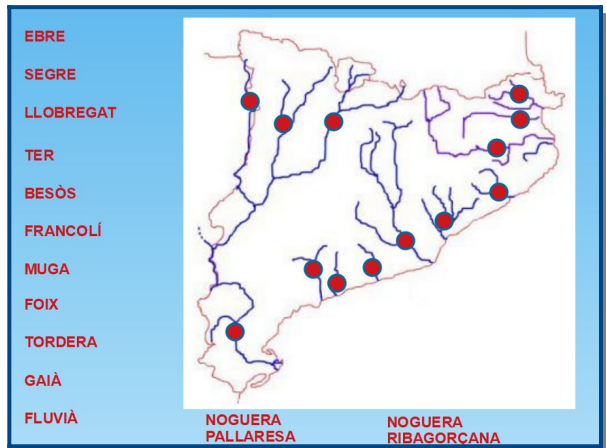 EBRE
SEGRE
LLOBREGAT
TER
BESÒS
FRANCOLÍ
MUGA
FOIX
TORDERA
GAIÀ
FLUVIÀ
NOGUERA
PALLARESA
NOGUERA
RIBAGORÇANA